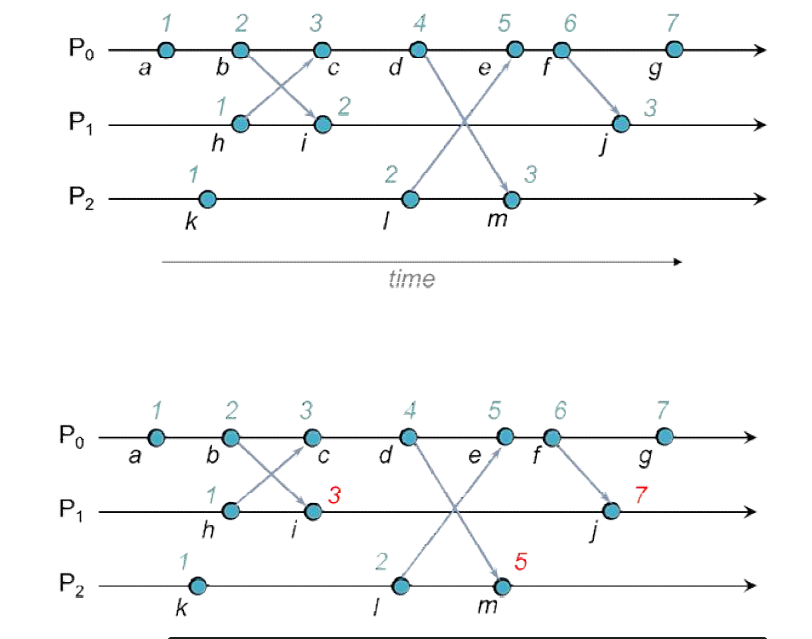 1 2 3 4 5 6 7
P0
a b c d e f g
1 2 3
P1
h i j
1 2 3
P2
k l m
time
1 2 3 4 5 6 7
P0
a b c d e f g
1 3 7
P1
h i j
1 2 5
P2
k l m